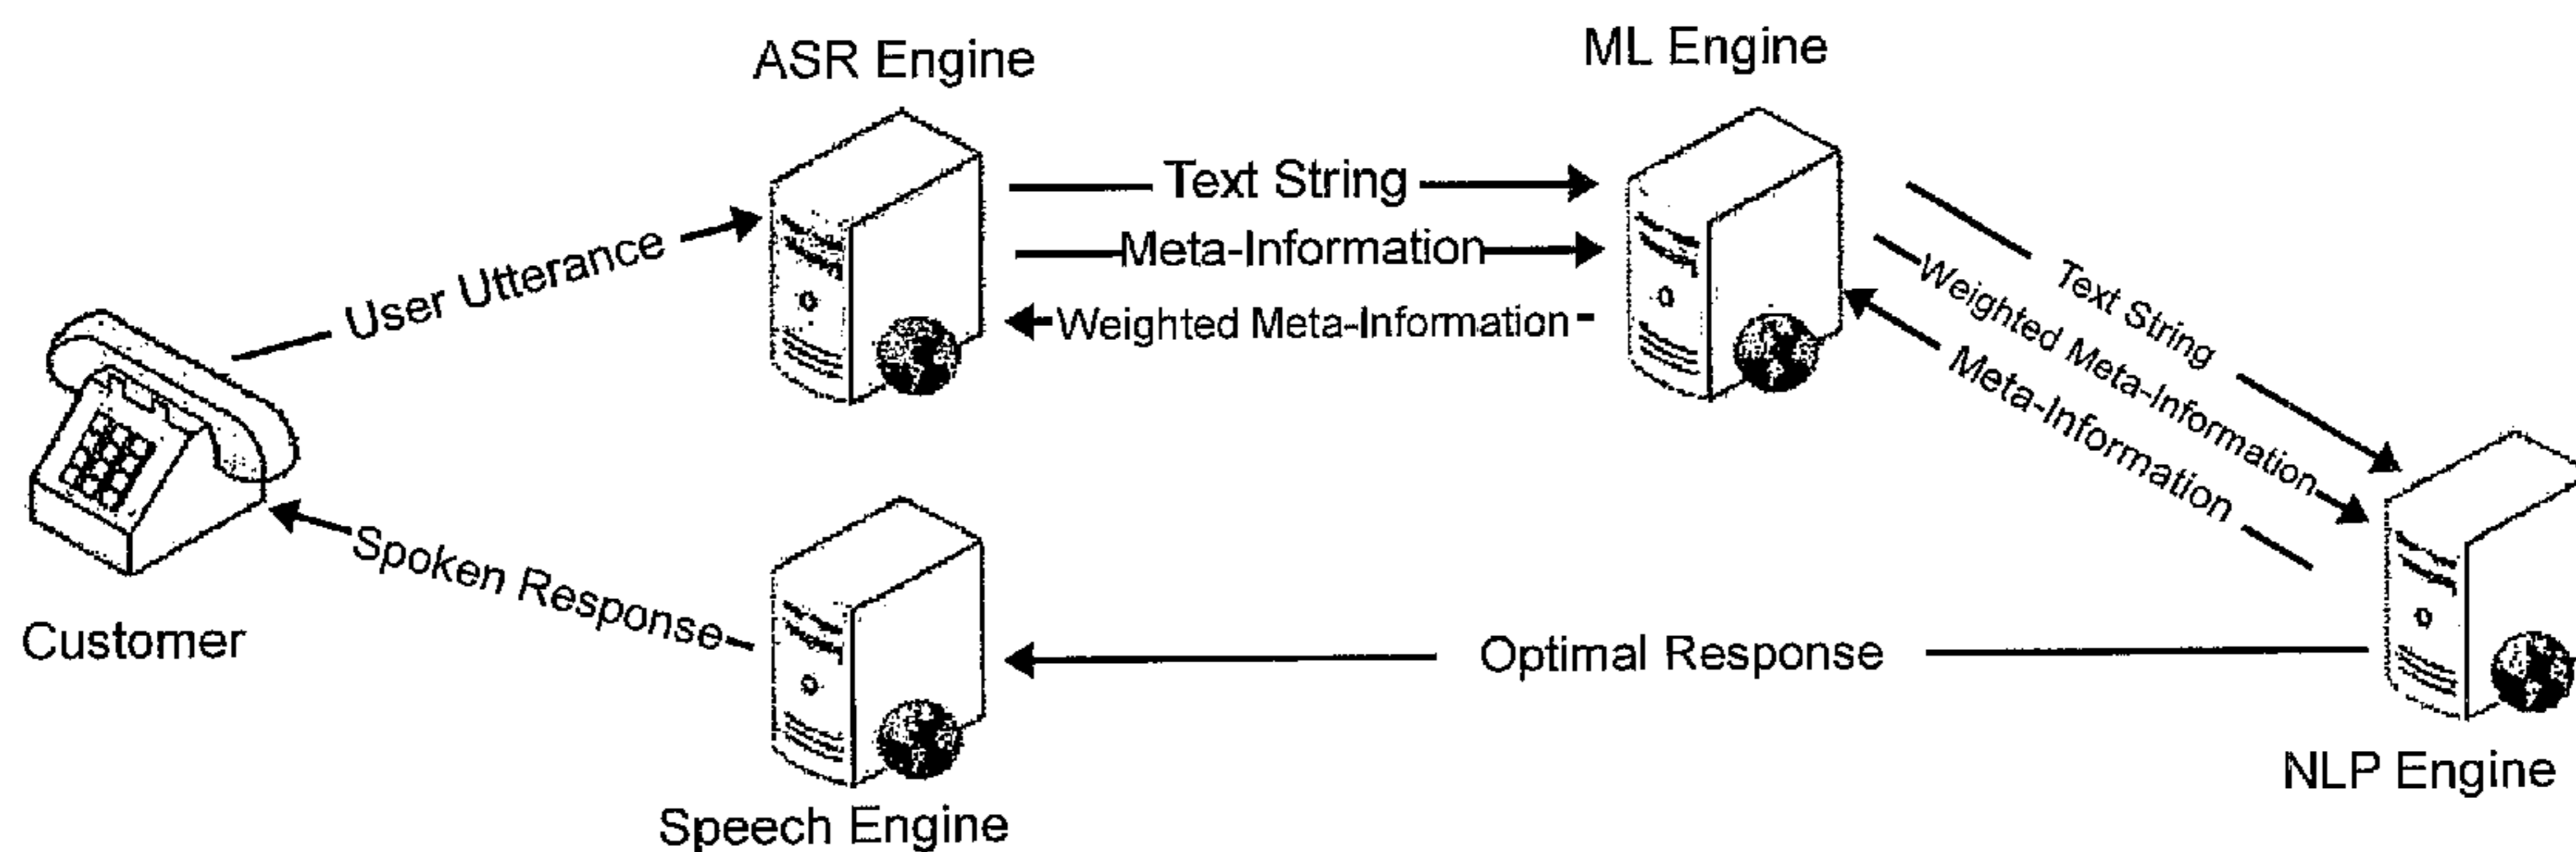 ASR Engine
ML Engine
User Utterance
Text String
Meta-Information
Weighted Meta-Information
Text String
Weighted Meta-Information
Meta-Information
Customer
Spoken Response
Optimal Response
Speech Engine
NLP Engine